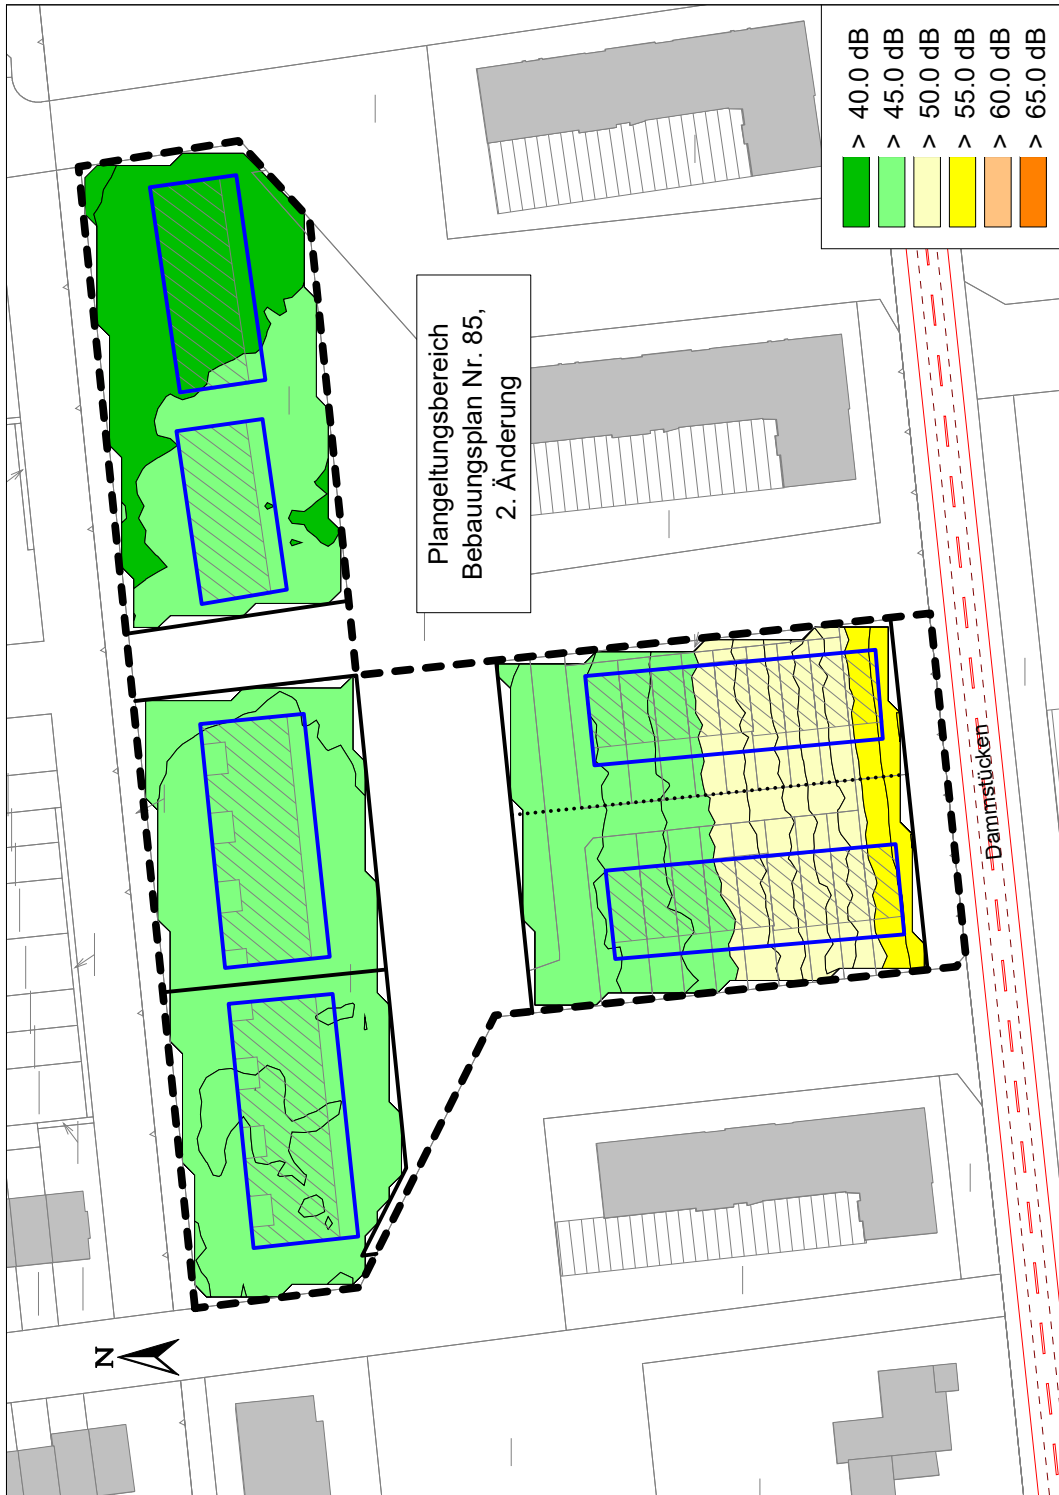 > 40.0 dB
> 45.0 dB
> 50.0 dB
> 55.0 dB
> 60.0 dB
> 65.0 dB
Plangeltungsbereich
Bebauungsplan Nr. 85,
2. Änderung
Dammstücken
N